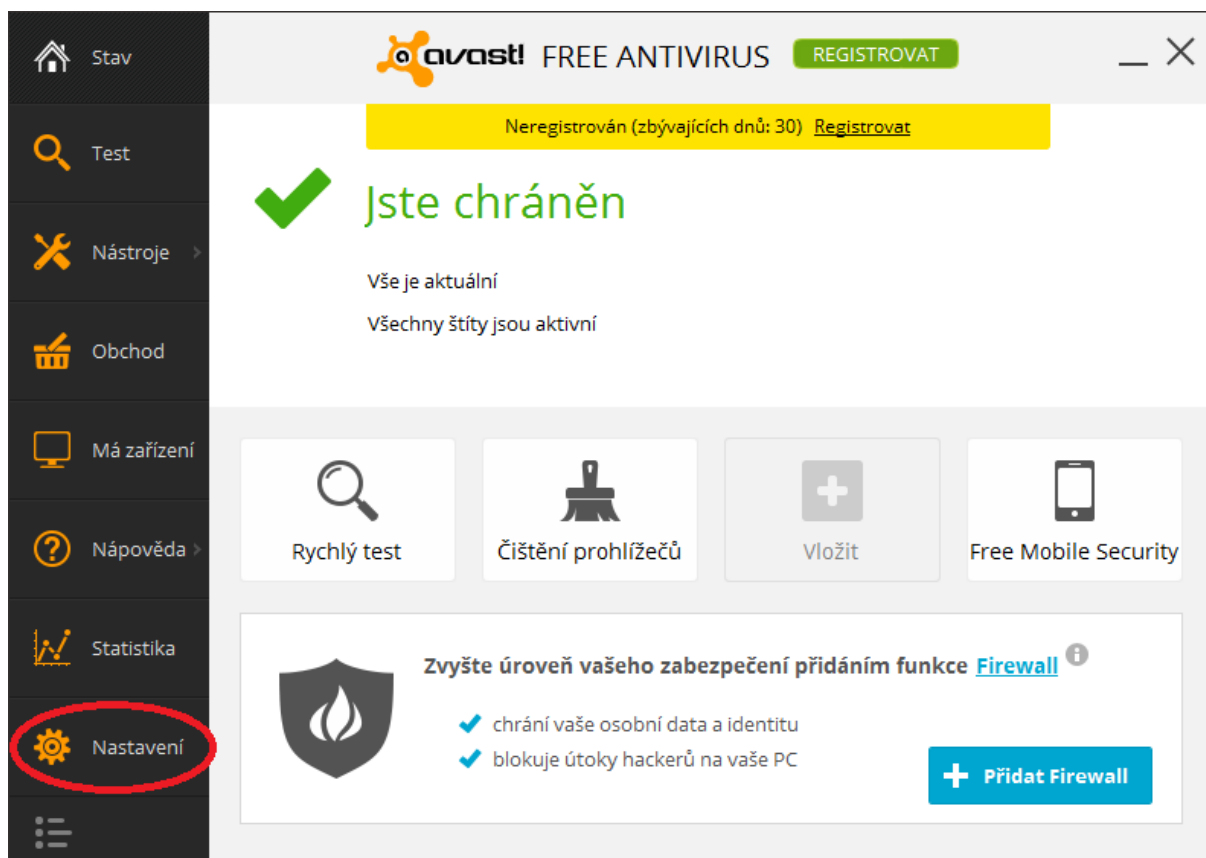 Stav
avast! FREE ANTIVIRUS REGISTROVAT
Neregistrován (zbývajících dnů: 30) Registrovat
Test
Jste chráněn
Nástroje
Vše je aktuální
Všechny štíty jsou aktivní
Obchod
Má zařízení
Nápověda
Statistika
Nastavení
Rychlý test
Čištění prohlížečů
Vložit
Free Mobile Security
Zvyšte úroveň vašeho zabezpečení přidáním funkce Firewall
chrání vaše osobní data a identitu
blokuje útoky hackerů na vaše PC
Přidat Firewall